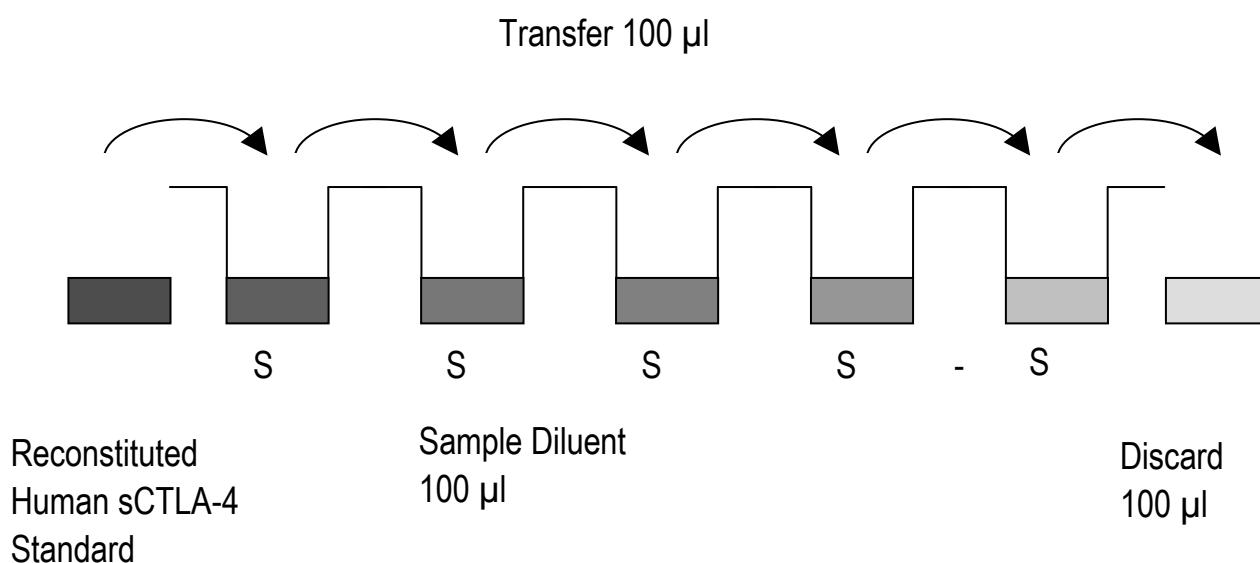 Transfer 100 µl
S S S S - S
Reconstituted
Human sCTLA-4
Standard
Sample Diluent
100 µl
Discard
100 µl